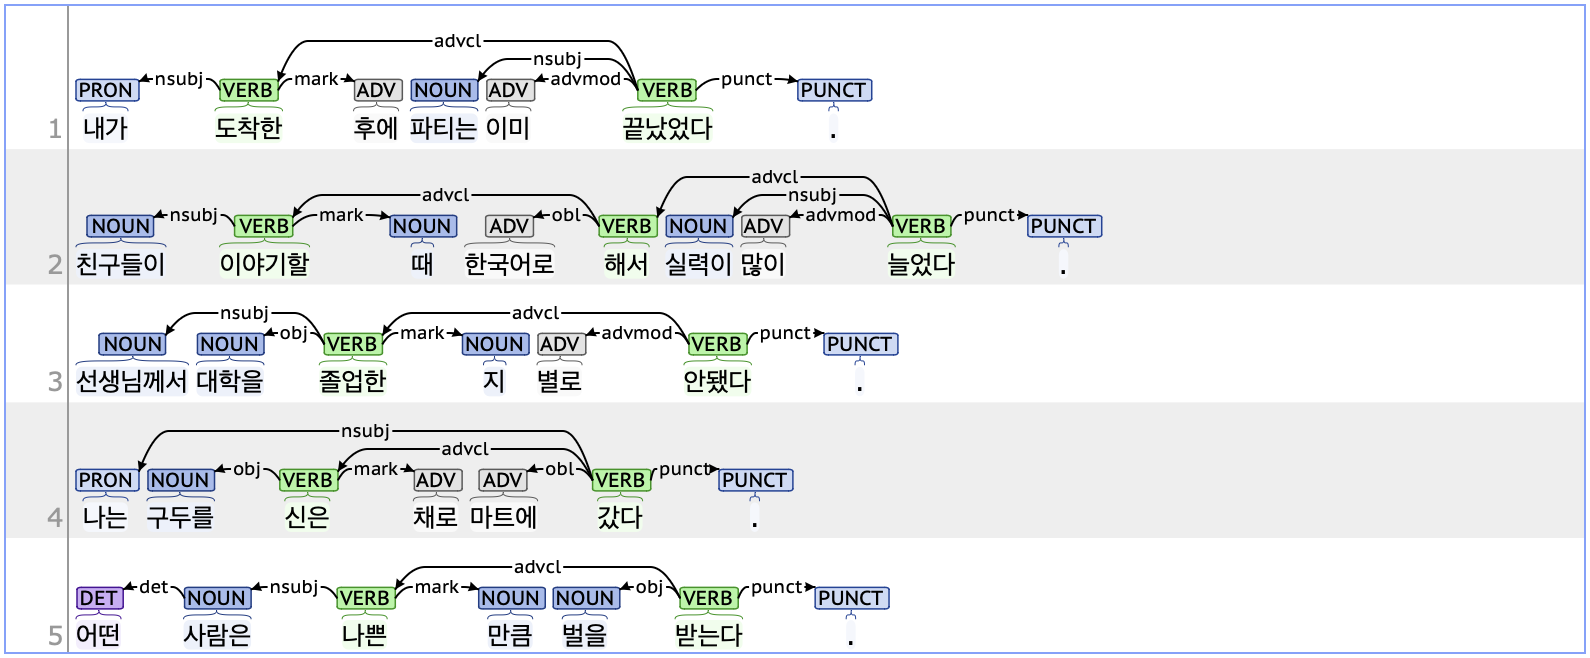 advcl
nsubj
nsubj mark advmod punct
PRON VERB ADV NOUN ADV VERB PUNCT
1 내가 도착한 후에 파티는 이미 끝났었다 .
advcl
advcl nsubj
nsubj mark obl advmod punct
NOUN VERB NOUN ADV VERB NOUN ADV VERB PUNCT
2 친구들이 이야기할 때 한국어로 해서 실력이 많이 늘었다 .
nsubj advcl
obj mark advmod punct
NOUN NOUN VERB NOUN ADV VERB PUNCT
3 선생님께서 대학을 졸업한 지 별로 안됐다 .
nsubj
advcl
obj mark obl punct
PRON NOUN VERB ADV ADV VERB PUNCT
4 나는 구두를 신은 채로 마트에 갔다 .
advcl
det nsubj mark obj punct
DET NOUN VERB NOUN NOUN VERB PUNCT
5 어떤 사람은 나쁜 만큼 벌을 받는다 .